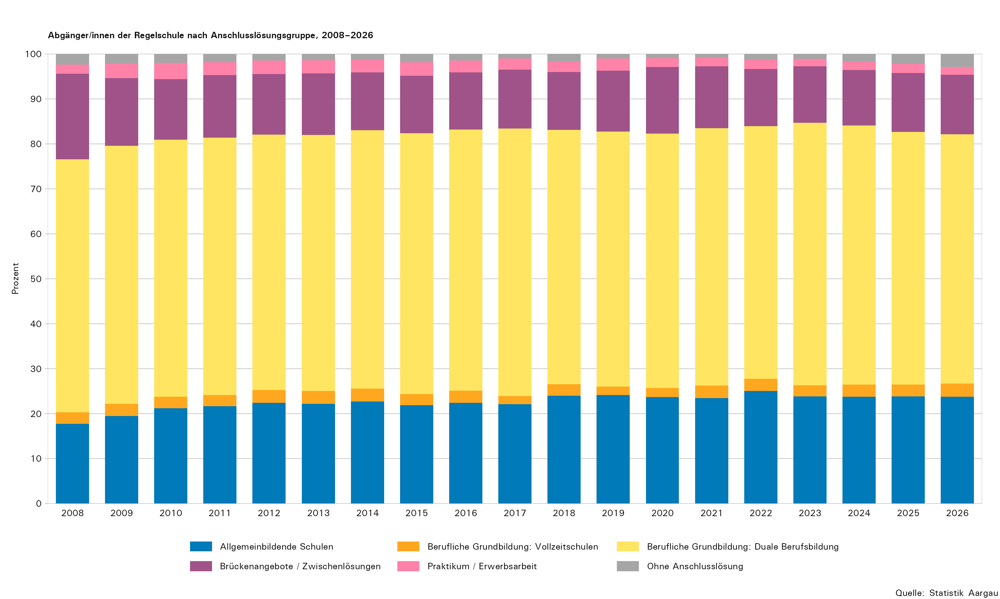 Abgänger/innen der Regelschule nach Anschlusslösungsgruppe, 2008–2026
100
90
80
70
60
50
40
30
20
10
0
Prozent
2008 2009 2010 2011 2012 2013 2014 2015 2016 2017 2018 2019 2020 2021 2022 2023 2024 2025 2026
Allgemeinbildende Schulen Berufliche Grundbildung: Vollzeitschulen Berufliche Grundbildung: Duale Berufsbildung
Brückenangebote / Zwischenlösungen Praktikum / Erwerbsarbeit Ohne Anschlusslösung
Quelle: Statistik Aargau